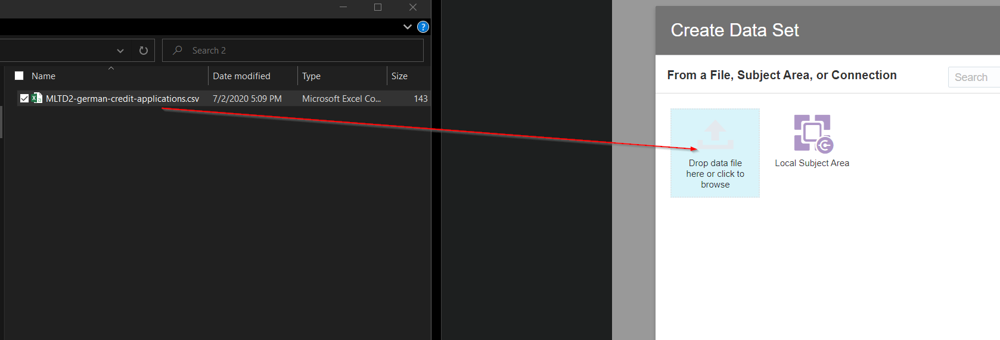 ?
Search 2
Name
Date modified
Type
Size
MLTD2-german-credit-applications.csv
7/2/2020 5:09 PM
Microsoft Excel Co...
143
Create Data Set
From a File, Subject Area, or Connection
Search
Drop data file
here or click to
browse
Local Subject Area